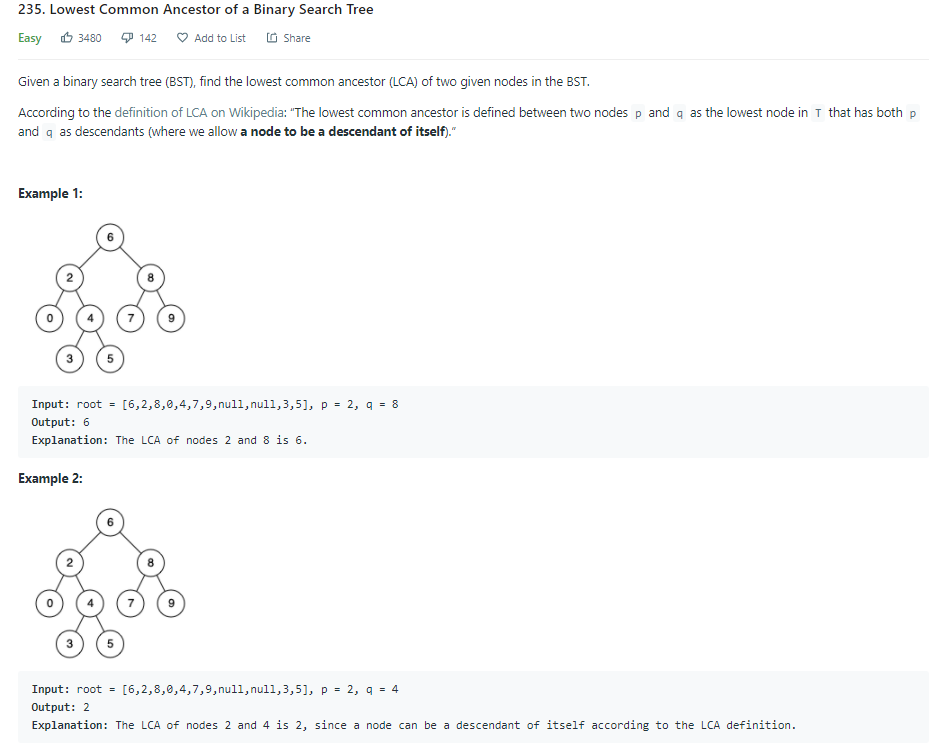 235. Lowest Common Ancestor of a Binary Search Tree
Easy 3480 142 Add to List Share
Given a binary search tree (BST), find the lowest common ancestor (LCA) of two given nodes in the BST.
According to the definition of LCA on Wikipedia: "The lowest common ancestor is defined between two nodes p and q as the lowest node in T that has both p
and q as descendants (where we allow a node to be a descendant of itself)."
Example 1:
6
2 8
0 4 7 9
3 5
Input: root = [6,2,8,0,4,7,9,null,null,3,5], p = 2, q = 8
Output: 6
Explanation: The LCA of nodes 2 and 8 is 6.
Example 2:
6
2 8
0 4 7 9
3 5
Input: root = [6,2,8,0,4,7,9,null,null,3,5], p = 2, q = 4
Output: 2
Explanation: The LCA of nodes 2 and 4 is 2, since a node can be a descendant of itself according to the LCA definition.